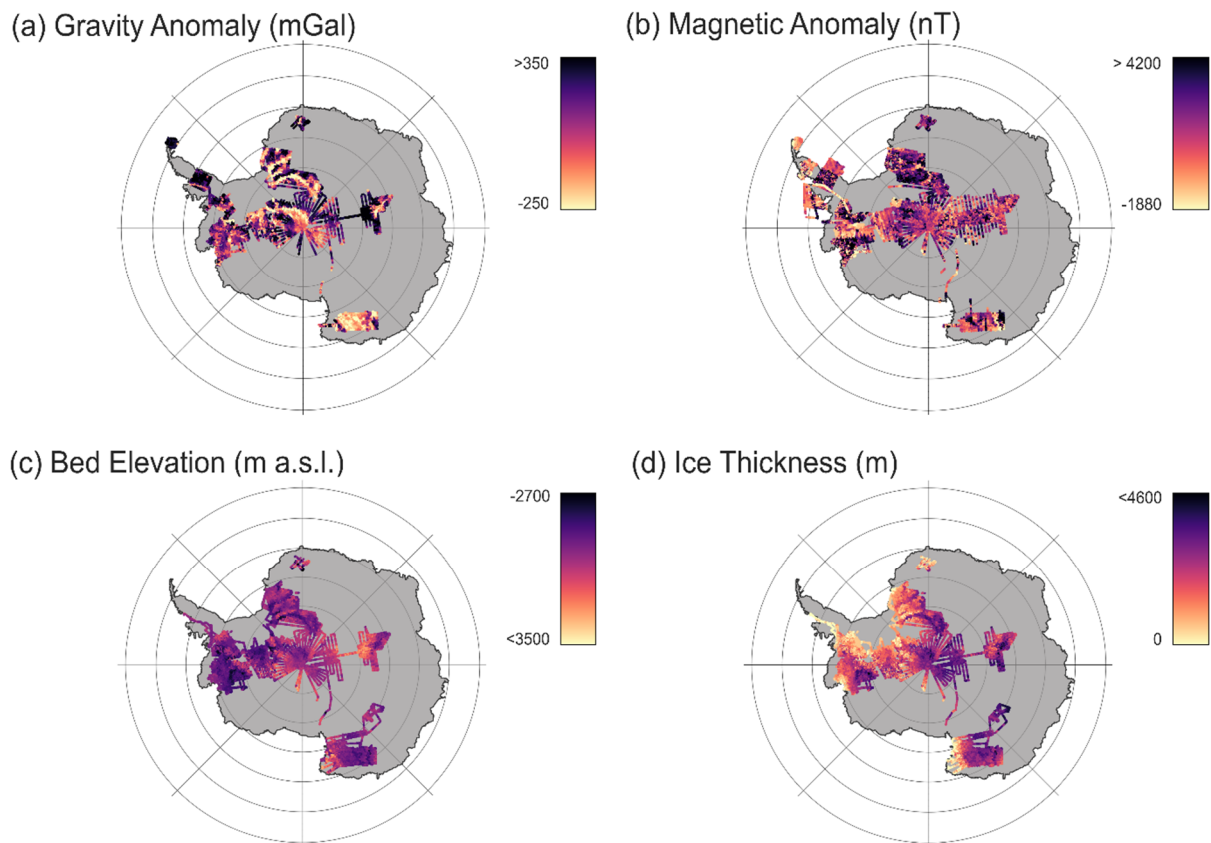 (a) Gravity Anomaly (mGal)
>350
-250
(b) Magnetic Anomaly (nT)
> 4200
-1880
(c) Bed Elevation (m a.s.l.)
-2700
<3500
(d) Ice Thickness (m)
<4600
0